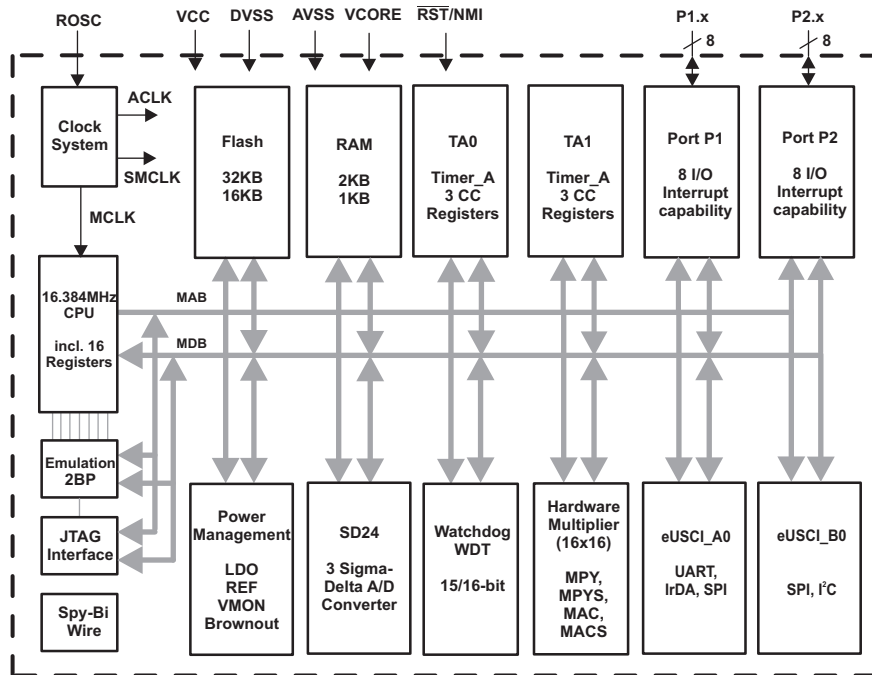 ROSC
VCC
DVSS
AVSS
VCORE
RST/NMI
P1.x
P2.x
8
8
Clock
System
ACLK
SMCLK
MCLK
Flash
32KB
16KB
RAM
2KB
1KB
TA0
Timer_A
3 CC
Registers
TA1
Timer_A
3 CC
Registers
Port P1
8 I/O
Interrupt
capability
Port P2
8 I/O
Interrupt
capability
16.384MHz
CPU
incl. 16
Registers
MAB
MDB
Emulation
2BP
JTAG
Interface
Spy-Bi
Wire
Power
Management
LDO
REF
VMON
Brownout
SD24
3 Sigma-
Delta A/D
Converter
Watchdog
WDT
15/16-bit
Hardware
Multiplier
(16x16)
MPY,
MPYS,
MAC,
MACS
eUSCI_A0
UART,
IrDA, SPI
eUSCI_B0
SPI, I²C